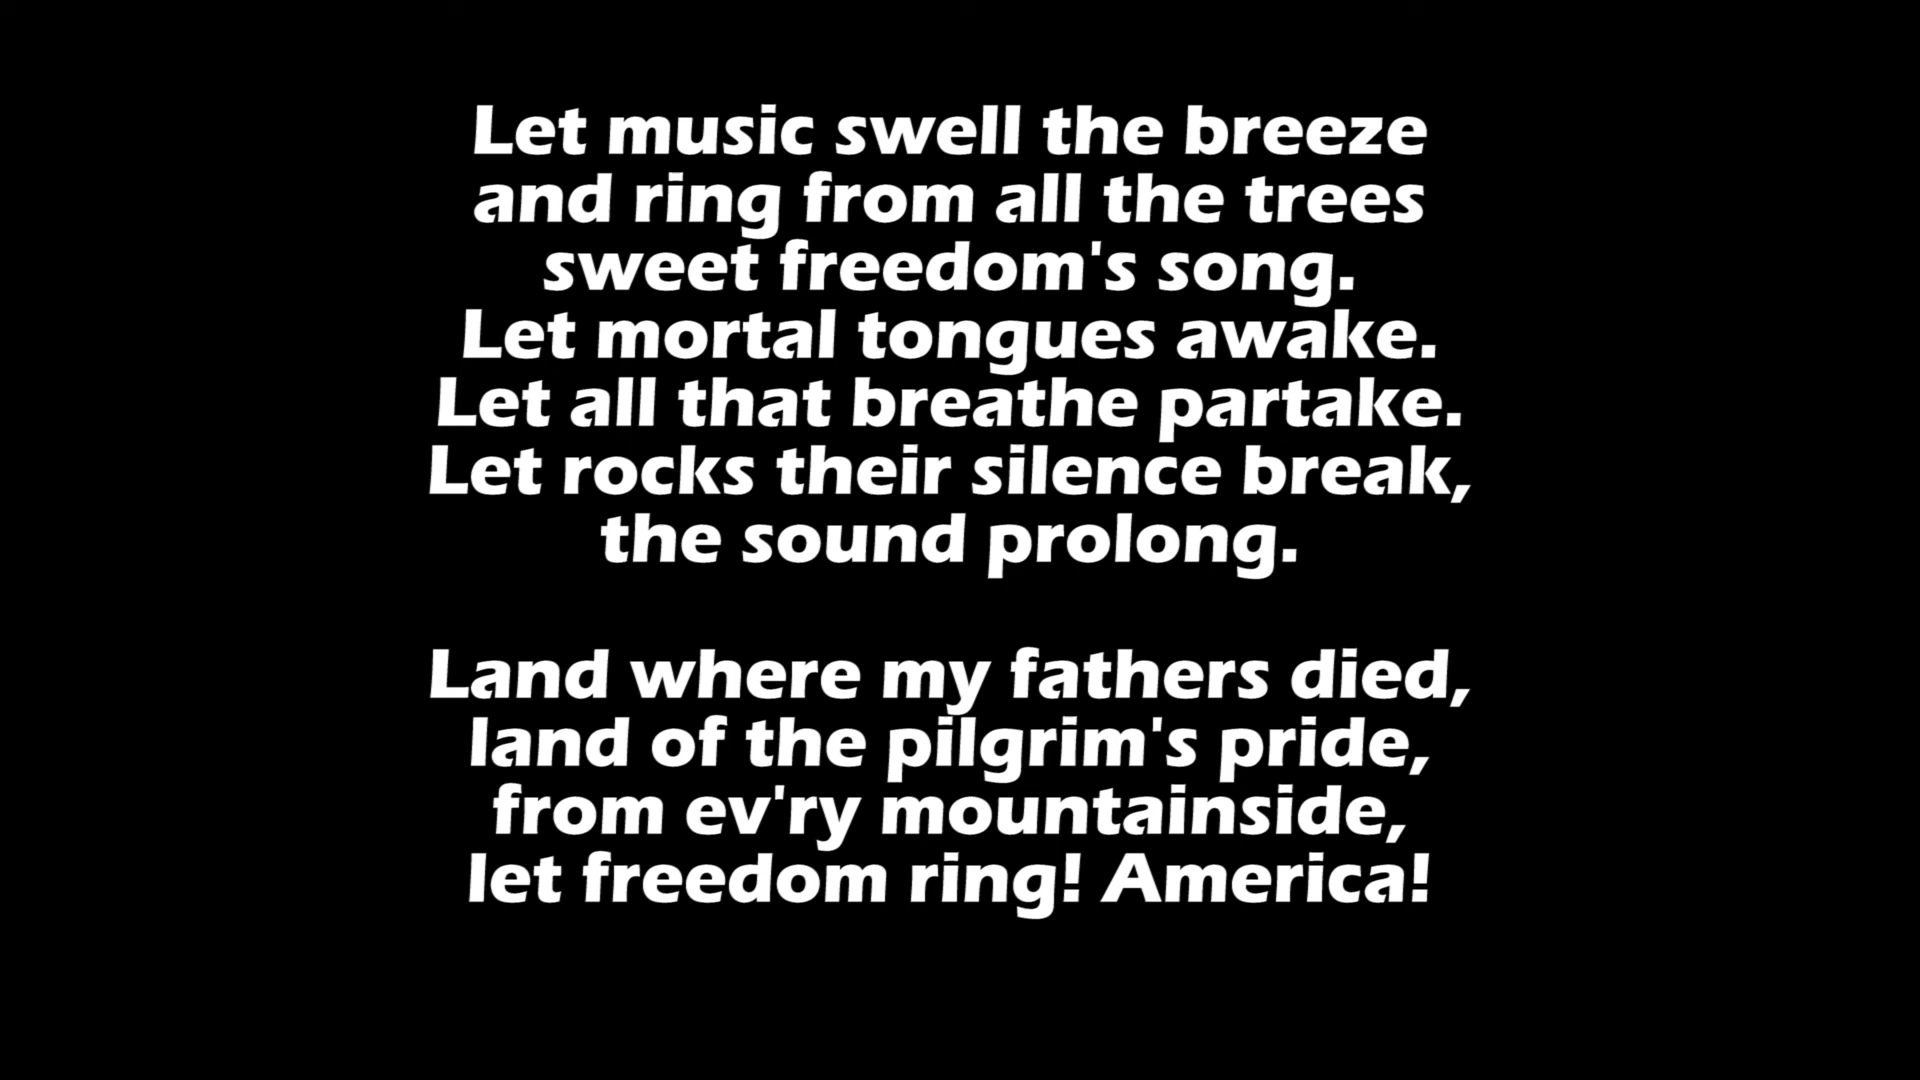 Let music swell the breeze
and ring from all the trees
sweet freedom's song.
Let mortal tongues awake.
Let all that breathe partake.
Let rocks their silence break,
the sound prolong.

Land where my fathers died,
land of the pilgrim's pride,
from ev'ry mountainside,
let freedom ring! America!